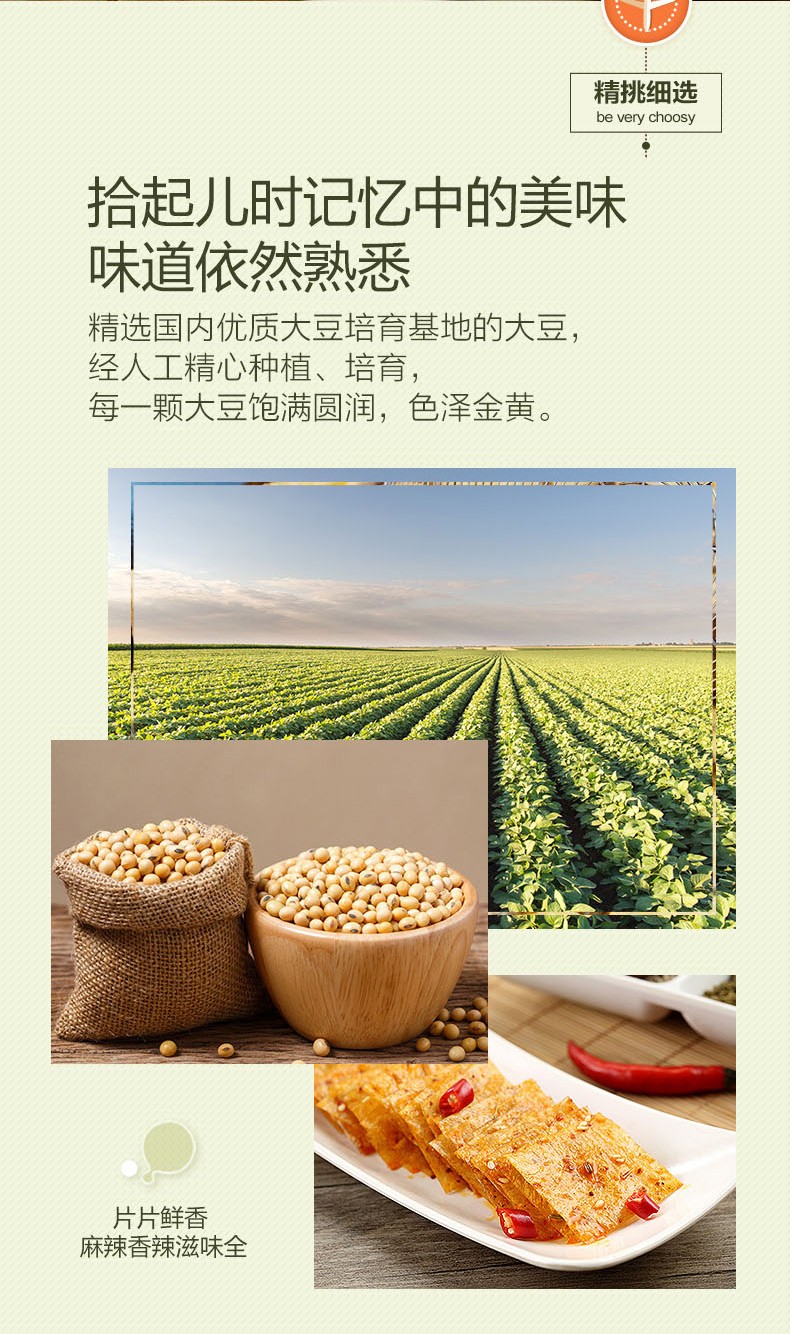 精挑细选
be very choosy
拾起儿时记忆中的美味
味道依然熟悉
精选国内优质大豆培育基地的大豆，
经人工精心种植、培育，
每一颗大豆饱满圆润，色泽金黄。
片片鲜香
麻辣香辣滋味全